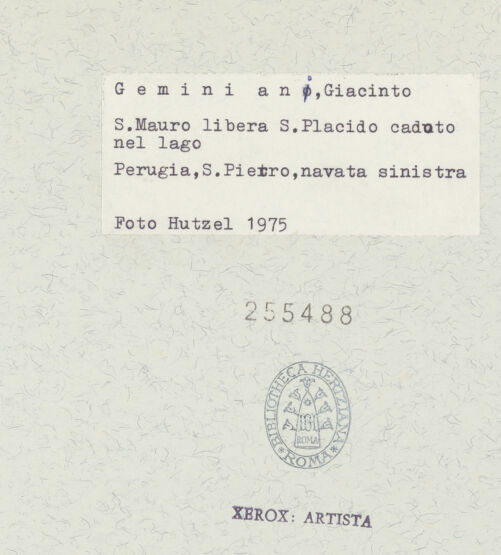 G e m i n i  a n i,Giacinto
S.Mauro libera S.Placido caduto
nel lago
Perugia,S.Pietro,navata sinistra
Foto Hutzel 1975
255488
BIBLIOTHECA HERTZIANA
ROMA
* ROMA *
XEROX: ARTISTA